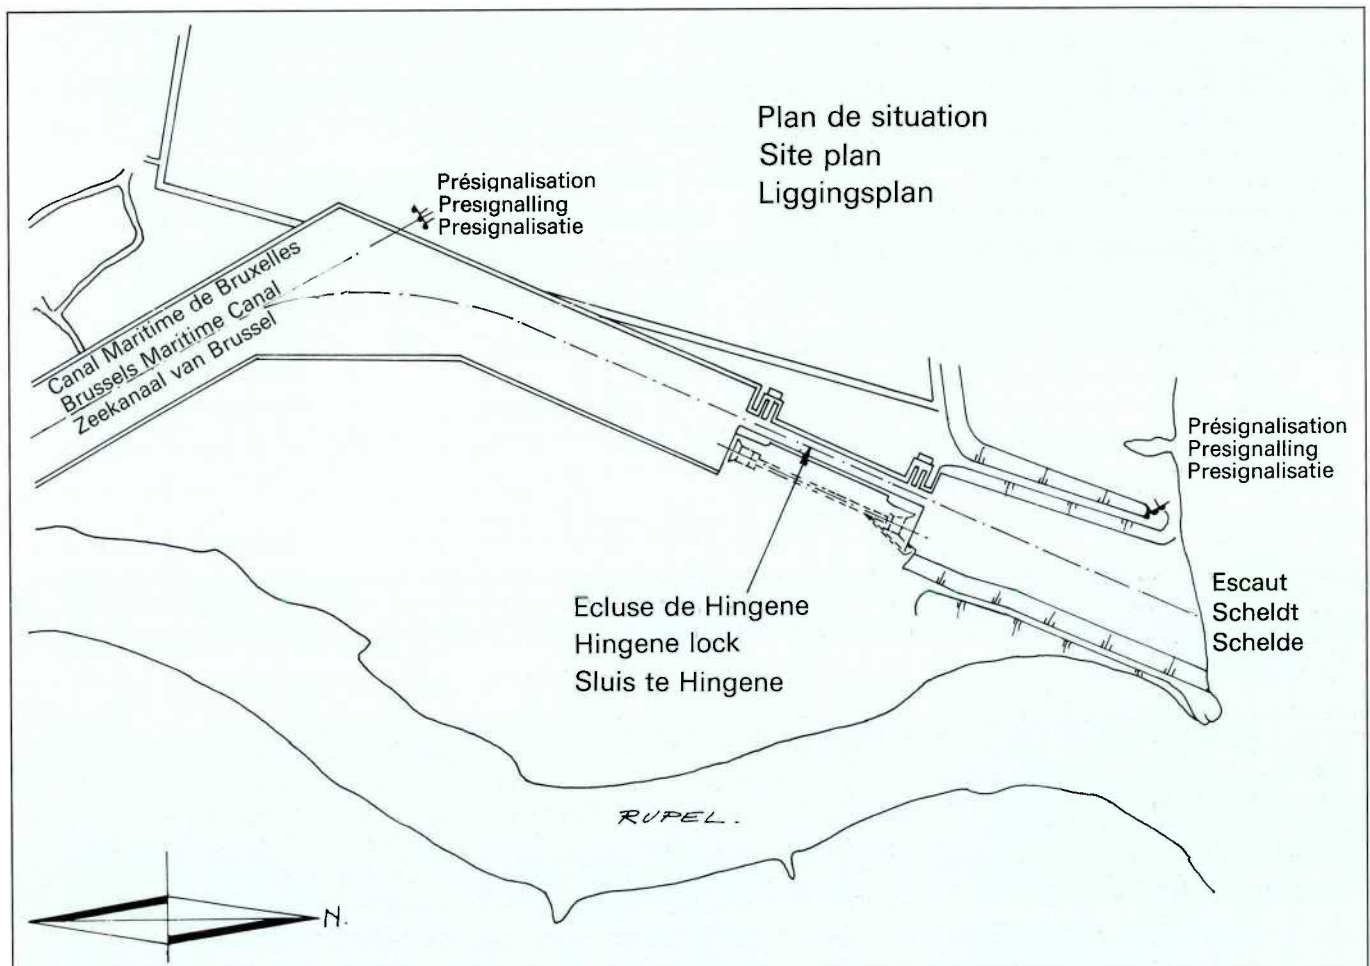 Plan de situation
Site plan
Liggingsplan
Présignalisation
Presignalling
Presignalisatie
Canal Maritime de Bruxelles
Brussels Maritime Canal
Zeekanaal van Brussel
Présignalisation
Presignalling
Presignalisatie
Escaut
Scheldt
Schelde
Ecluse de Hingene
Hingene lock
Sluis te Hingene
RUPEL.
N.